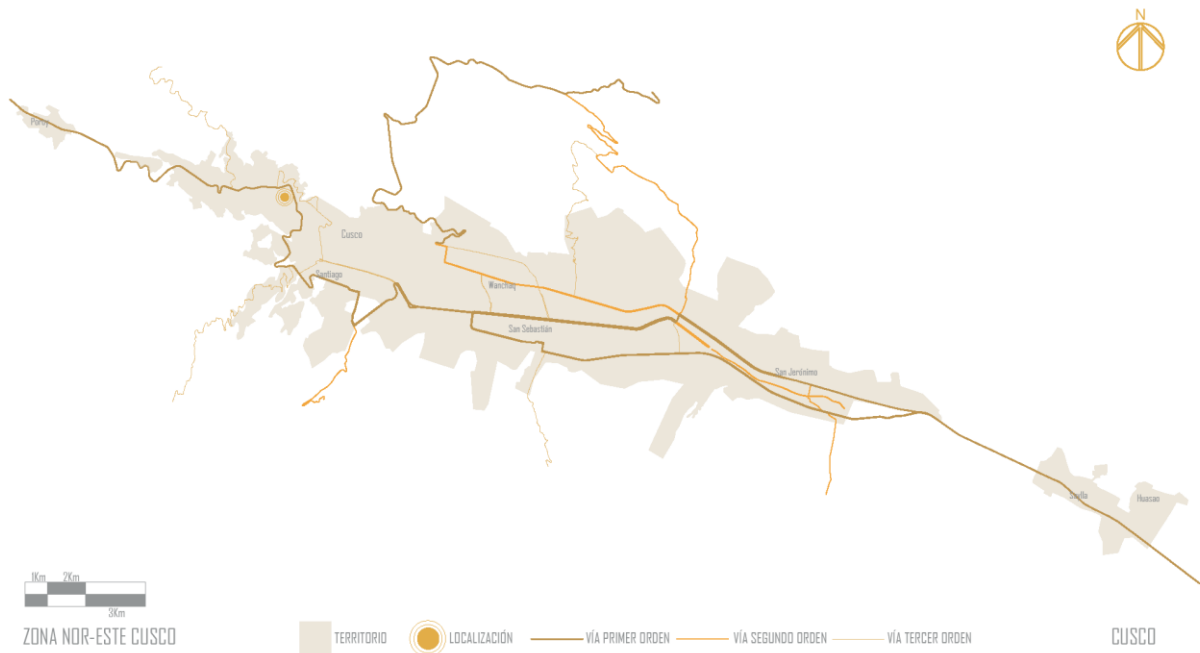 N
Poroy
Cusco
Santiago
Wanchaq
San Sebastián
San Jerónimo
Saylla
Huasao
1Km 2Km
3Km
ZONA NOR-ESTE CUSCO
TERRITORIO
LOCALIZACIÓN
VÍA PRIMER ORDEN
VÍA SEGUNDO ORDEN
VÍA TERCER ORDEN
CUSCO